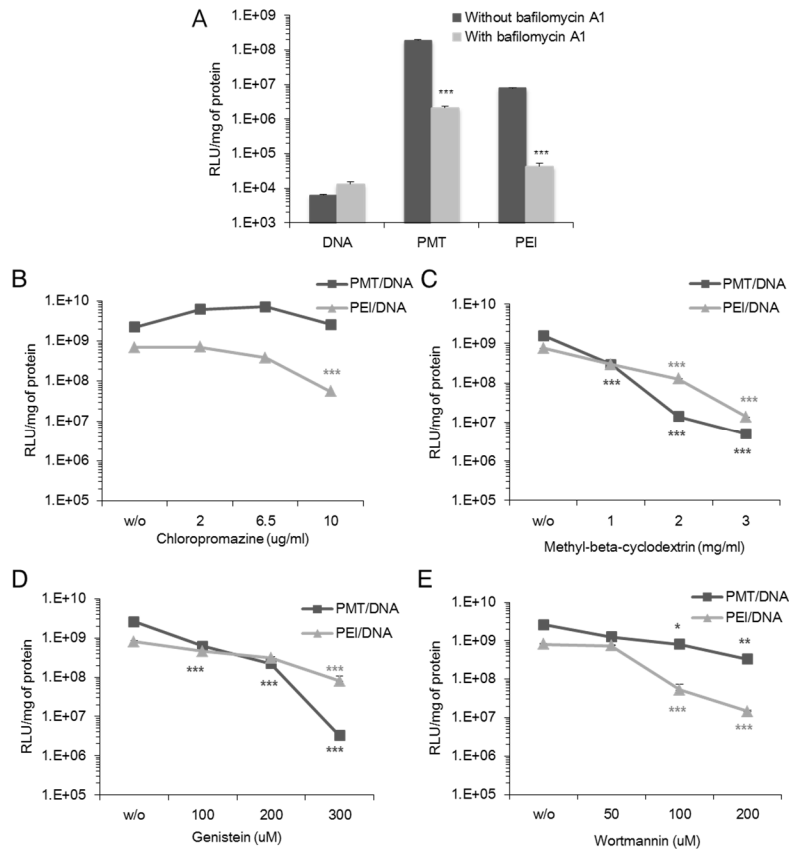 A
Without bafilomycin A1
With bafilomycin A1
RLU/mg of protein
1.E+09
1.E+08
1.E+07
1.E+06
1.E+05
1.E+04
1.E+03
***
***
DNA PMT PEI
B
PMT/DNA
PEI/DNA
RLU/mg of protein
1.E+10
1.E+09
1.E+08
1.E+07
1.E+06
1.E+05
***
w/o 2 6.5 10
Chloropromazine (ug/ml)
C
PMT/DNA
PEI/DNA
RLU/mg of protein
1.E+10
1.E+09
1.E+08
1.E+07
1.E+06
1.E+05
***
***
***
***
***
w/o 1 2 3
Methyl-beta-cyclodextrin (mg/ml)
D
PMT/DNA
PEI/DNA
RLU/mg of protein
1.E+10
1.E+09
1.E+08
1.E+07
1.E+06
1.E+05
***
***
***
***
w/o 100 200 300
Genistein (uM)
E
PMT/DNA
PEI/DNA
RLU/mg of protein
1.E+10
1.E+09
1.E+08
1.E+07
1.E+06
1.E+05
*
**
***
***
w/o 50 100 200
Wortmannin (uM)